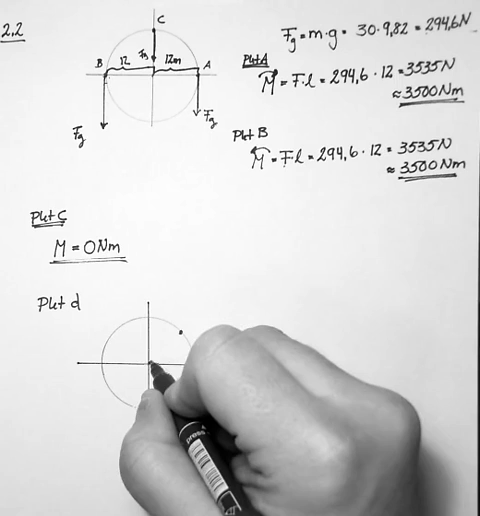 2.2
C
Fg
B 12 12m A
Fg Fg
Fg = m·g = 30·9,82 = 294,6N
Pkt A
M = F·l = 294,6·12 = 3535N
≈ 3500Nm
Pkt B
M = F·l = 294,6·12 = 3535N
≈ 3500Nm
Pkt C
M = 0Nm
Pkt d